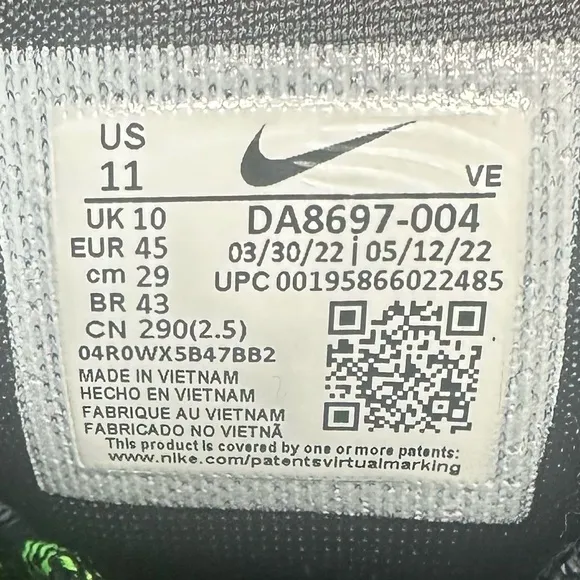 US
11
VE
UK 10
DA8697-004
EUR 45
03/30/22 | 05/12/22
cm 29
UPC 00195866022485
BR 43
CN 290(2.5)
04R0WX5B47BB2
MADE IN VIETNAM
HECHO EN VIETNAM
FABRIQUE AU VIETNAM
FABRICADO NO VIETNÃ
This product is covered by one or more patents:
www.nike.com/patentsvirtualmarking